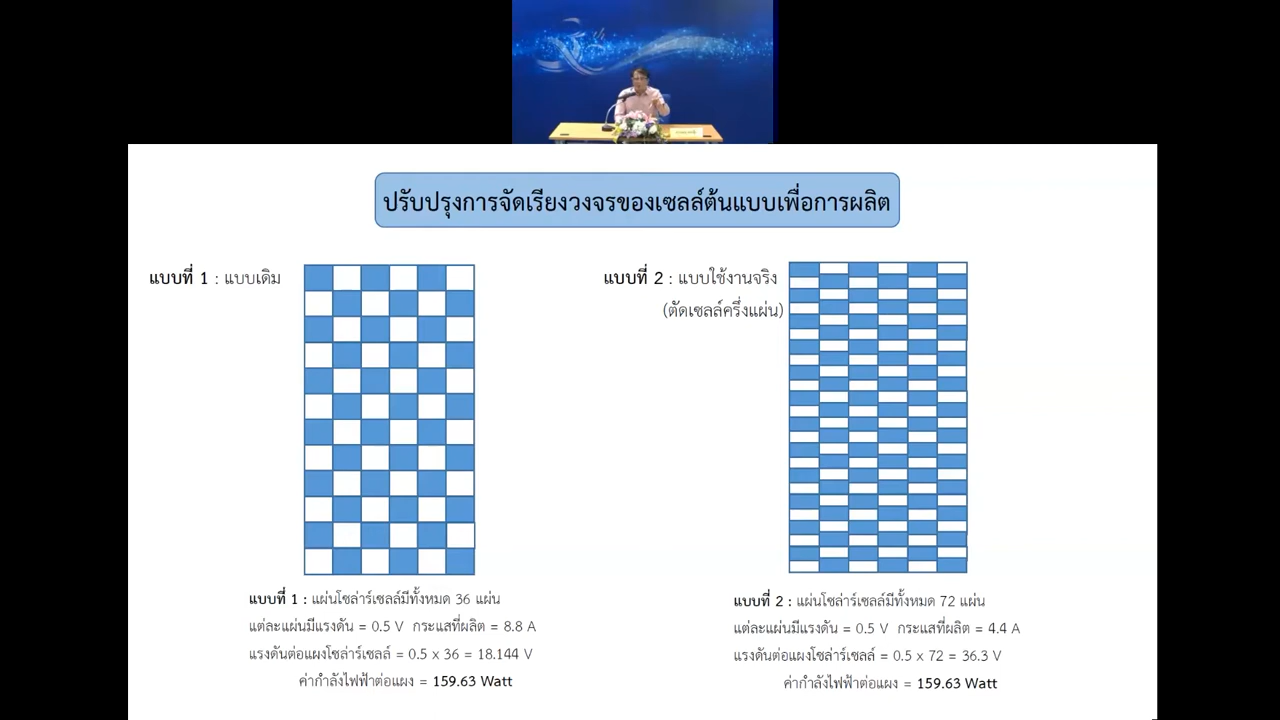 ปรับปรุงการจัดเรียงวงจรของเซลล์ต้นแบบเพื่อการผลิต
แบบที่ 1 : แบบเดิม
แบบที่ 2 : แบบใช้งานจริง
(ตัดเซลล์ครึ่งแผ่น)
แบบที่ 1 : แผ่นโซล่าร์เซลล์มีทั้งหมด 36 แผ่น
แต่ละแผ่นมีแรงดัน = 0.5 V กระแสที่ผลิต = 8.8 A
แรงดันต่อแผงโซล่าร์เซลล์ = 0.5 x 36 = 18.144 V
ค่ากำลังไฟฟ้าต่อแผง = 159.63 Watt
แบบที่ 2 : แผ่นโซล่าร์เซลล์มีทั้งหมด 72 แผ่น
แต่ละแผ่นมีแรงดัน = 0.5 V กระแสที่ผลิต = 4.4 A
แรงดันต่อแผงโซล่าร์เซลล์ = 0.5 x 72 = 36.3 V
ค่ากำลังไฟฟ้าต่อแผง = 159.63 Watt